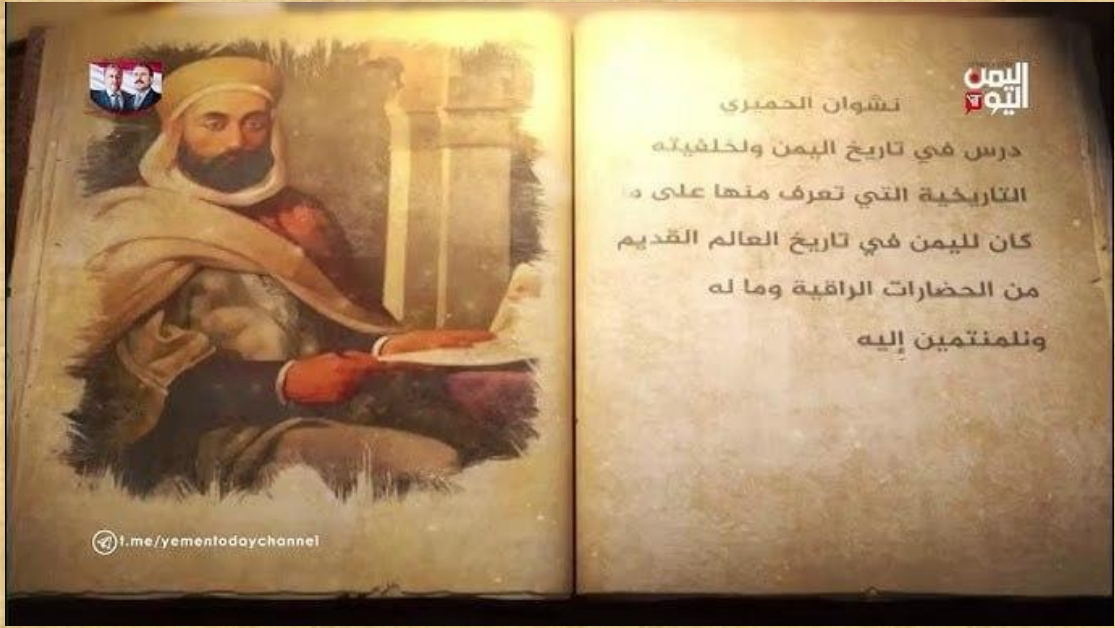 اليمن
اليوم
نشوان الحميري
درس في تاريخ اليمن ولخلفيته
التاريخية التي تعرف منها على
كان لليمن في تاريخ العالم القديم
من الحضارات الراقية وما له
ونلمنتمين إليه
t.me/yementodaychannel